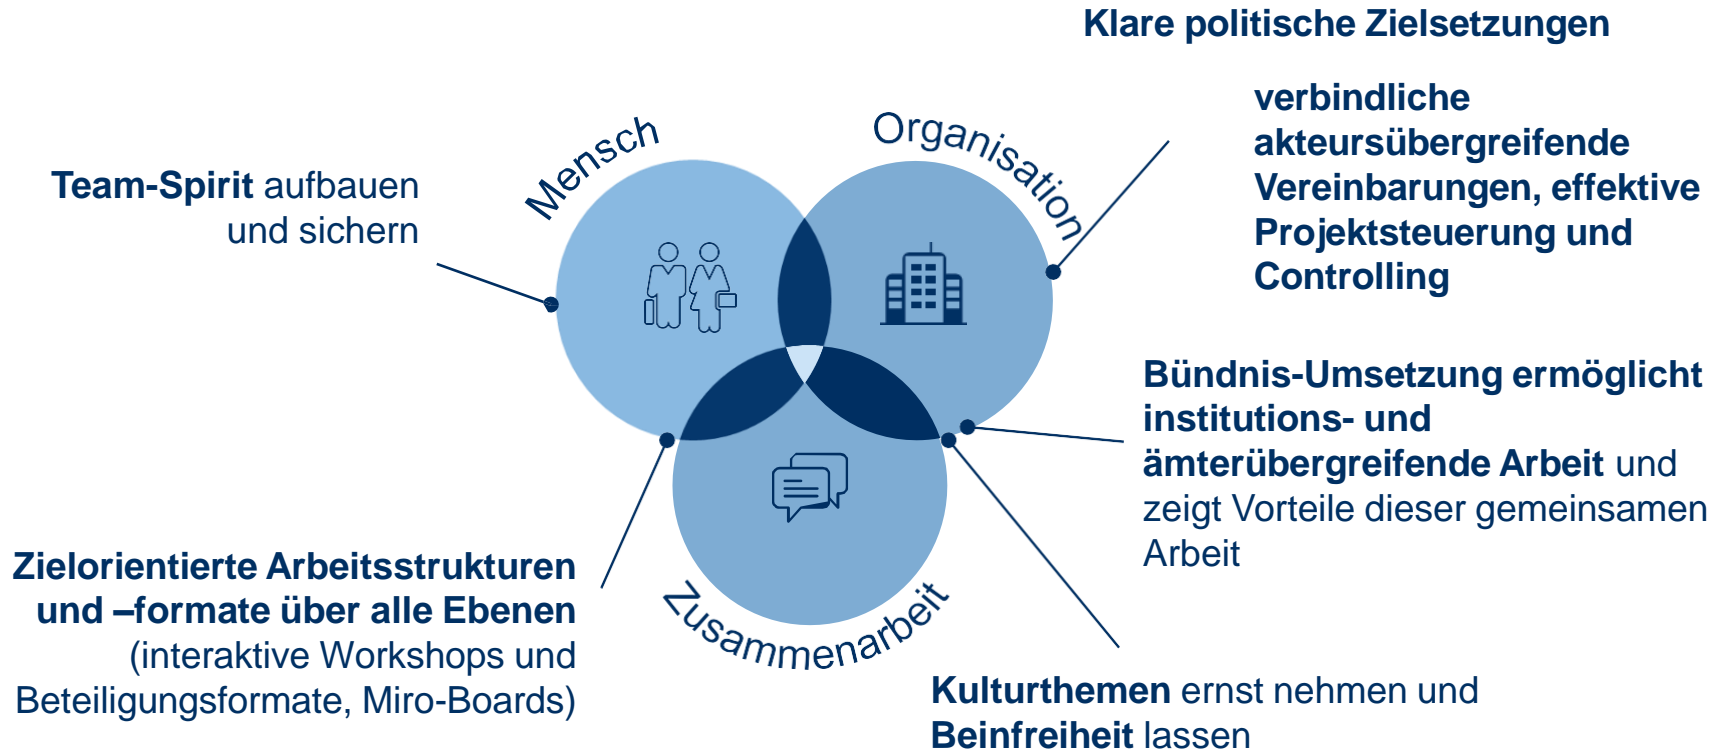 Klare politische Zielsetzungen
verbindliche
akteursübergreifende
Vereinbarungen, effektive
Projektsteuerung und
Controlling
Mensch
Organisation
Team-Spirit aufbauen
und sichern
Bündnis-Umsetzung ermöglicht
institutions- und
ämterübergreifende Arbeit und
zeigt Vorteile dieser gemeinsamen
Arbeit
Zielorientierte Arbeitsstrukturen
und –formate über alle Ebenen
(interaktive Workshops und
Beteiligungsformate, Miro-Boards)
Zusammenarbeit
Kulturthemen ernst nehmen und
Beinfreiheit lassen